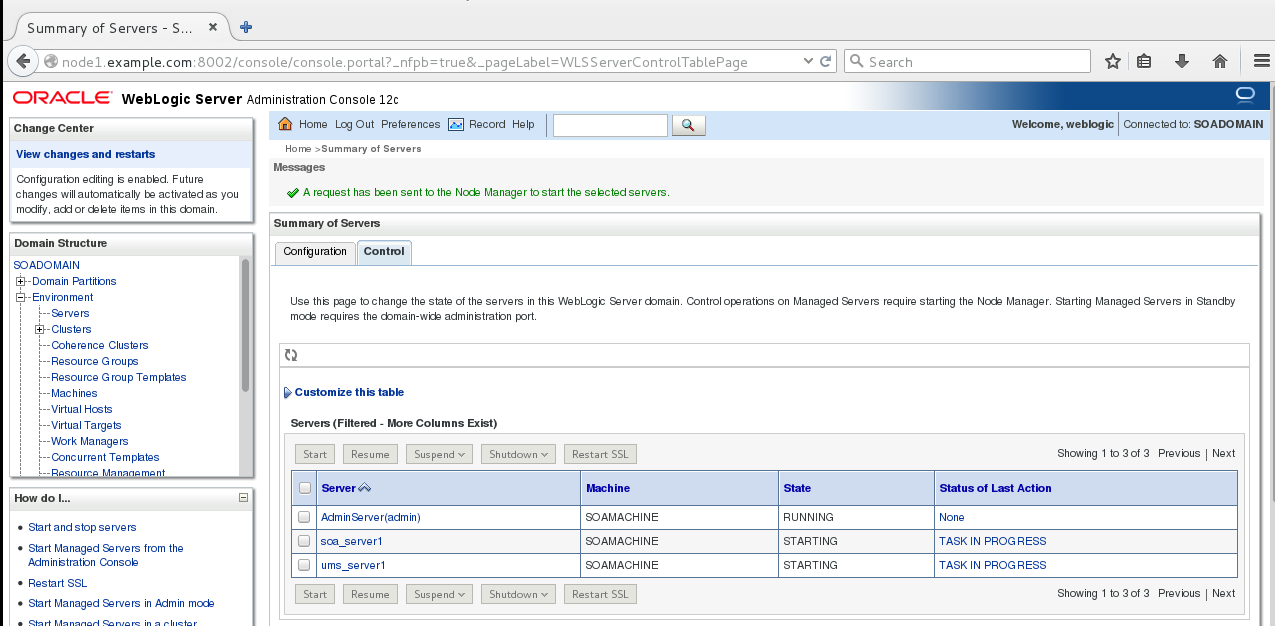 Summary of Servers - S...
node1.example.com:8002/console/console.portal?_nfpb=true&_pageLabel=WLSServerControlTablePage
Search
ORACLE WebLogic Server Administration Console 12c
Change Center
View changes and restarts
Configuration editing is enabled. Future
changes will automatically be activated as you
modify, add or delete items in this domain.
Domain Structure
SOADOMAIN
Domain Partitions
Environment
Servers
Clusters
Coherence Clusters
Resource Groups
Resource Group Templates
Machines
Virtual Hosts
Virtual Targets
Work Managers
Concurrent Templates
Resource Management
How do I...
Start and stop servers
Start Managed Servers from the
Administration Console
Restart SSL
Start Managed Servers in Admin mode
Start Managed Servers in a cluster
Home Log Out Preferences Record Help
Welcome, weblogic Connected to: SOADOMAIN
Home >Summary of Servers
Messages
A request has been sent to the Node Manager to start the selected servers.
Summary of Servers
Configuration Control
Use this page to change the state of the servers in this WebLogic Server domain. Control operations on Managed Servers require starting the Node Manager. Starting Managed Servers in Standby
mode requires the domain-wide administration port.
Customize this table
Servers (Filtered - More Columns Exist)
Start Resume Suspend Shutdown Restart SSL Showing 1 to 3 of 3 Previous | Next
Server Machine State Status of Last Action
AdminServer(admin) SOAMACHINE RUNNING None
soa_server1 SOAMACHINE STARTING TASK IN PROGRESS
ums_server1 SOAMACHINE STARTING TASK IN PROGRESS
Start Resume Suspend Shutdown Restart SSL Showing 1 to 3 of 3 Previous | Next